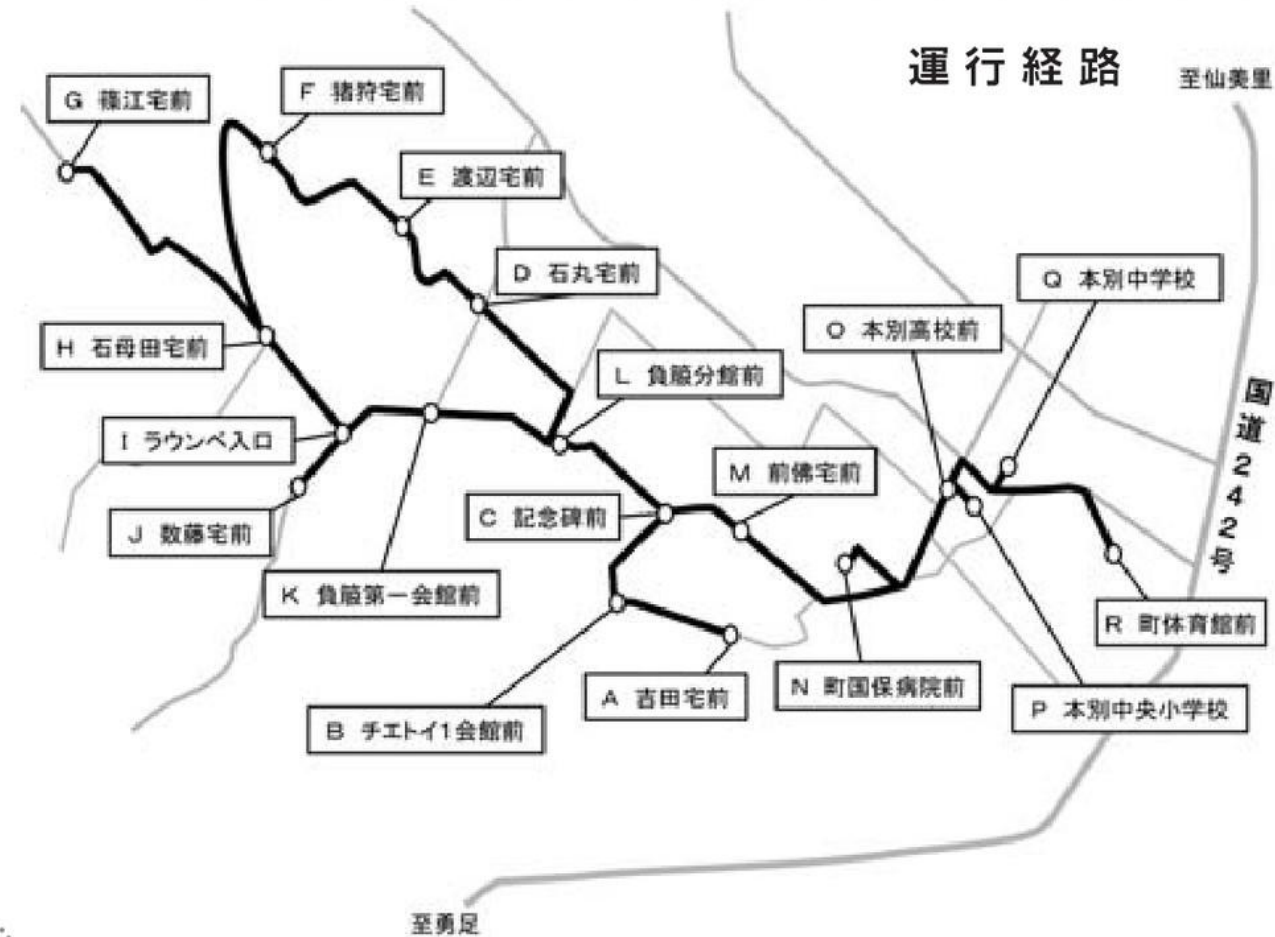 運行経路
至仙美里
G 篠江宅前
F 猪狩宅前
E 渡辺宅前
D 石丸宅前
Q 本別中学校
O 本別高校前
H 石母田宅前
L 負箙分館前
国道242号
I ラウンベ入口
M 前佛宅前
C 記念碑前
J 数藤宅前
K 負箙第一会館前
R 町体育館前
N 町国保病院前
A 吉田宅前
P 本別中央小学校
B チエトイ1会館前
至勇足